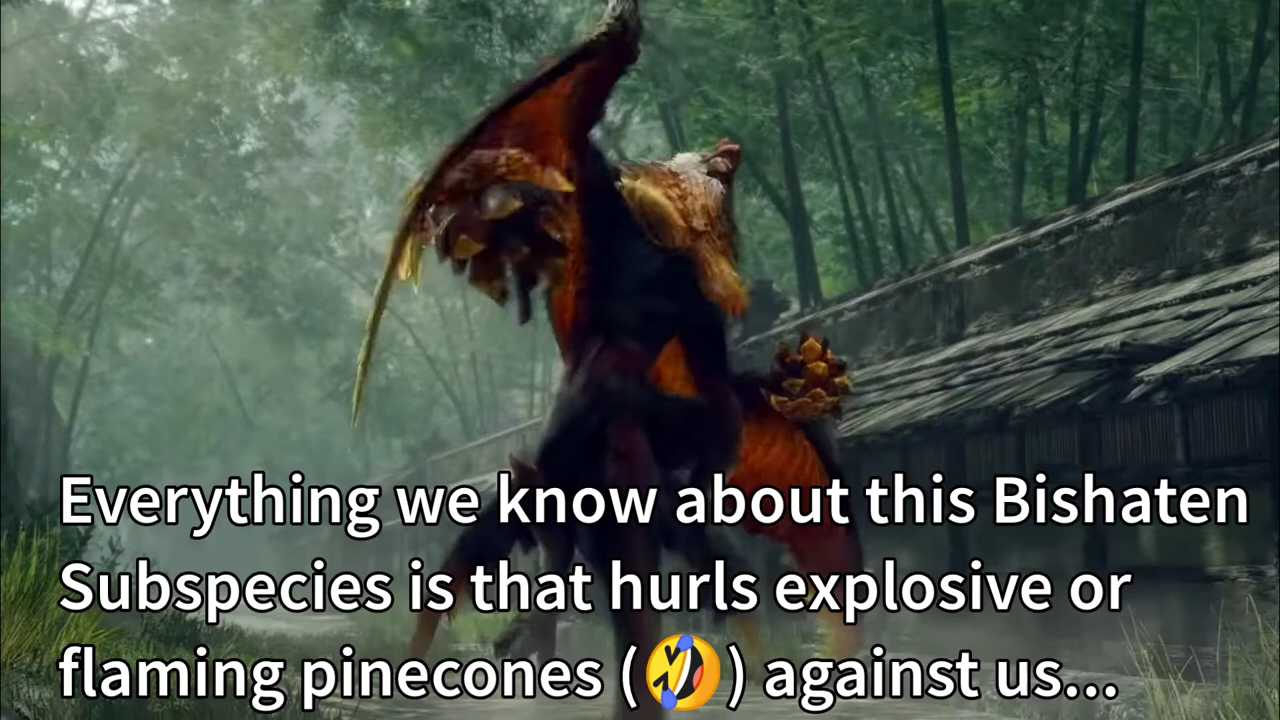 Everything we know about this Bishaten
Subspecies is that hurls explosive or
flaming pinecones (🤣) against us...